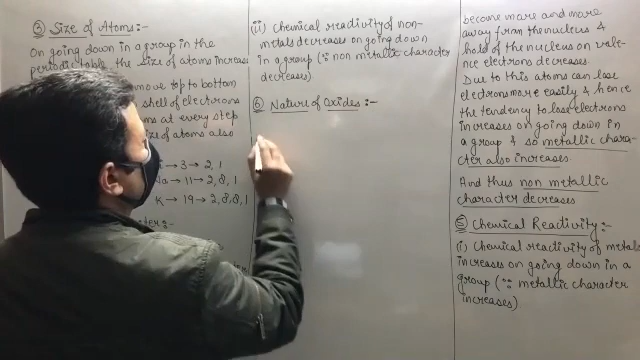 ③ Size of Atoms :-
On going down in a group in the
periodic table the size of atoms increase
move top to bottom
shell of electrons
ms at every step
size of atoms also
→ 3 → 2, 1
Na → 11 → 2, 8, 1
K → 19 → 2, 8, 8, 1
ii) Chemical reactivity of non-
metals decreases on going down
in a group (∵ non metallic character
decreases)
⑥ Nature of Oxides :-
become more and more
away from the nucleus &
hold of the nucleus on vale-
nce electrons decreases.
Due to this atoms can lose
electrons more easily & hence
the tendency to lose electrons
increases on going down in
a group & so metallic chara-
cter also increases.
And thus non metallic
character decreases
⑤ Chemical Reactivity :-
(i) Chemical reactivity of metals
increases on going down in a
group (∵ metallic character
increases)